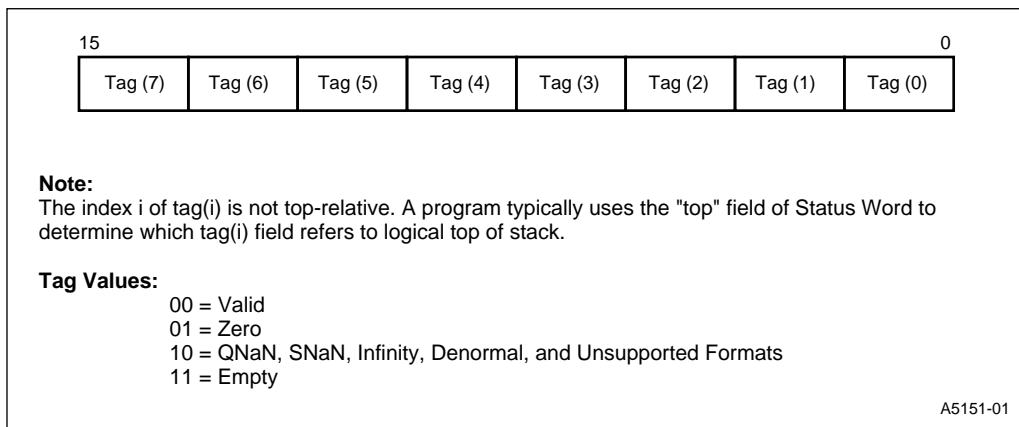 15 0
Tag (7) Tag (6) Tag (5) Tag (4) Tag (3) Tag (2) Tag (1) Tag (0)
Note:
The index i of tag(i) is not top-relative. A program typically uses the "top" field of Status Word to
determine which tag(i) field refers to logical top of stack.
Tag Values:
00 = Valid
01 = Zero
10 = QNaN, SNaN, Infinity, Denormal, and Unsupported Formats
11 = Empty
A5151-01